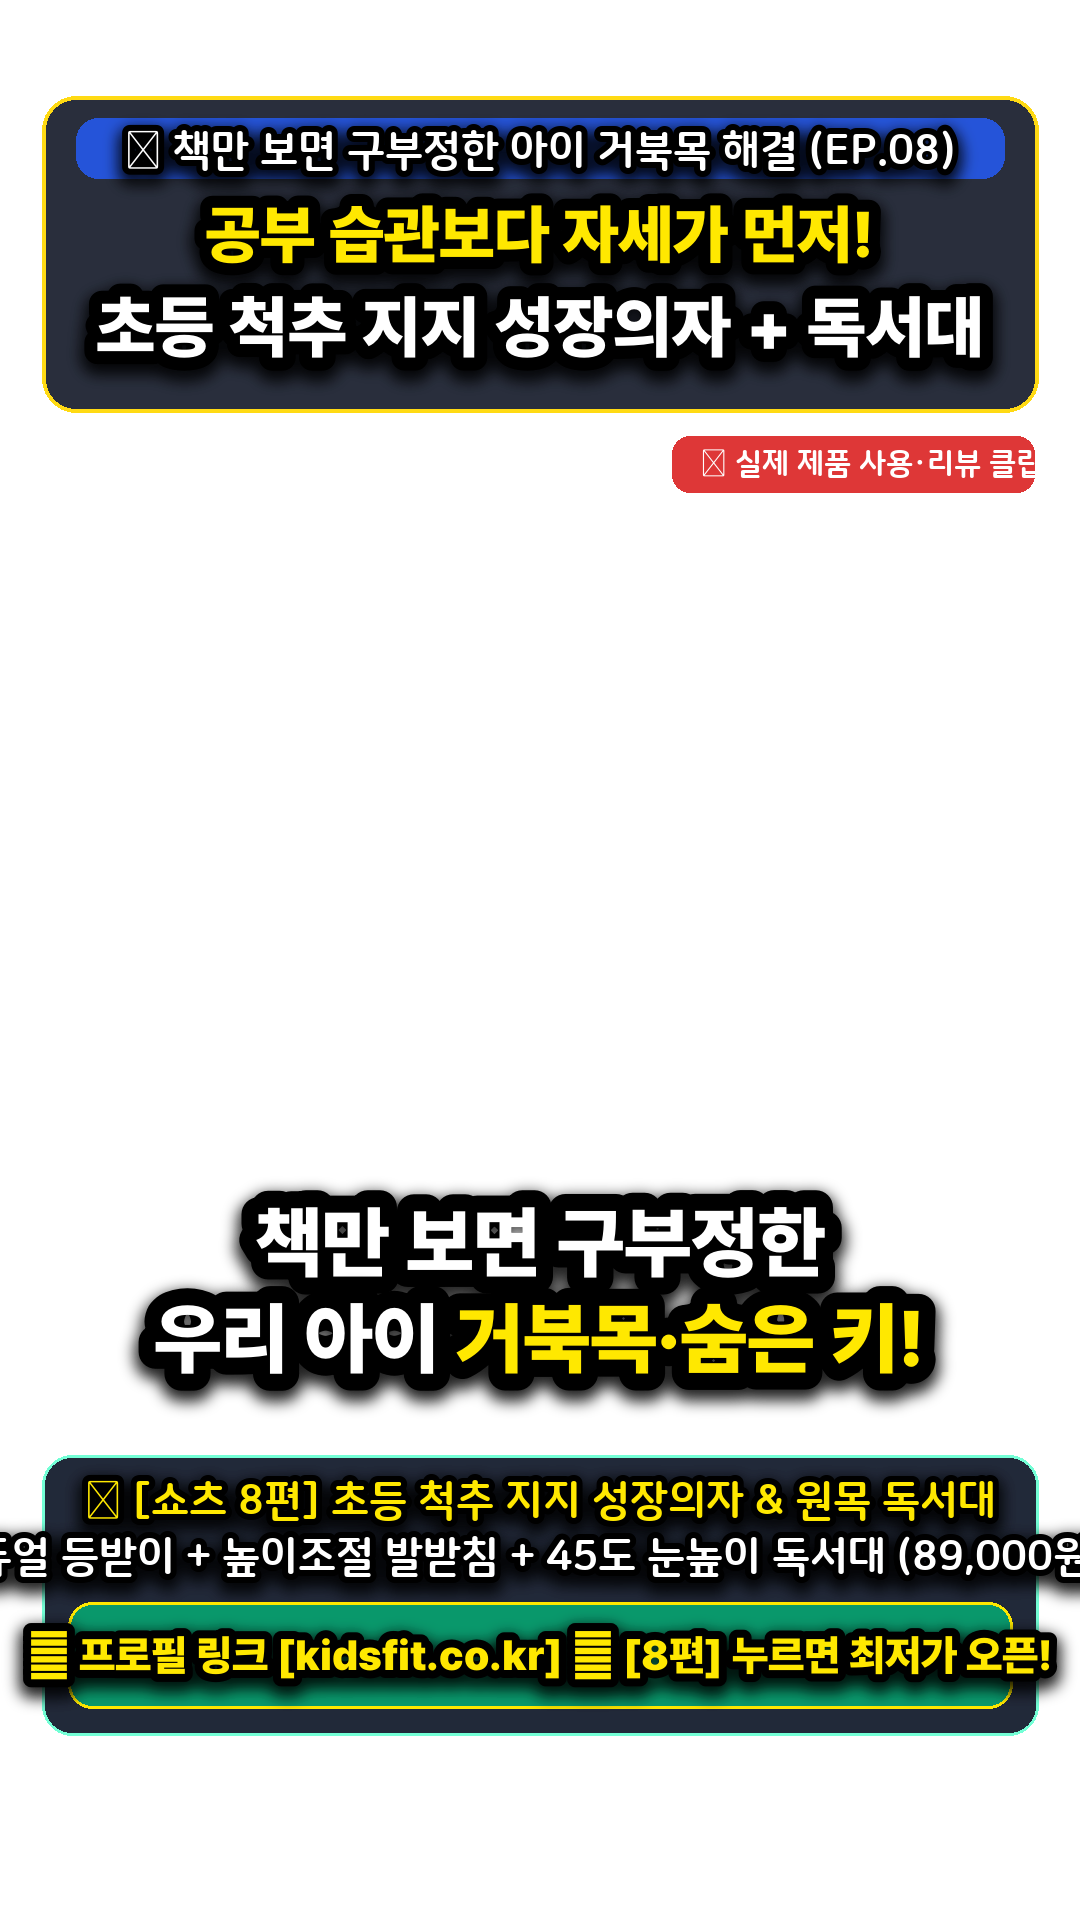 책만 보면 구부정한 아이 거북목 해결 (EP.08)
공부 습관보다 자세가 먼저!
초등 척추 지지 성장의자 + 독서대
실제 제품 사용·리뷰 클립
책만 보면 구부정한
우리 아이 거북목·숨은 키!
[쇼츠 8편] 초등 척추 지지 성장의자 & 원목 독서대
듀얼 등받이 + 높이조절 발받침 + 45도 눈높이 독서대 (89,000원
프로필 링크 [kidsfit.co.kr] [8편] 누르면 최저가 오픈!